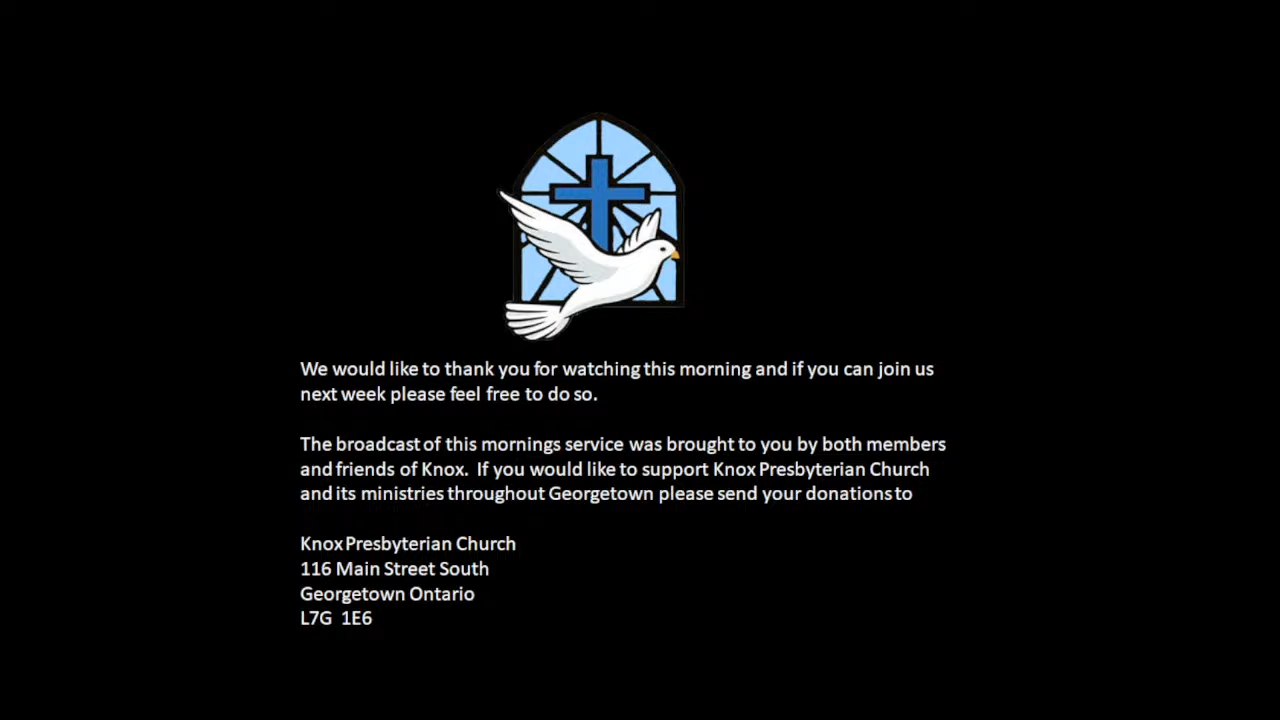 We would like to thank you for watching this morning and if you can join us
next week please feel free to do so.
The broadcast of this mornings service was brought to you by both members
and friends of Knox.  If you would like to support Knox Presbyterian Church
and its ministries throughout Georgetown please send your donations to
Knox Presbyterian Church
116 Main Street South
Georgetown Ontario
L7G  1E6